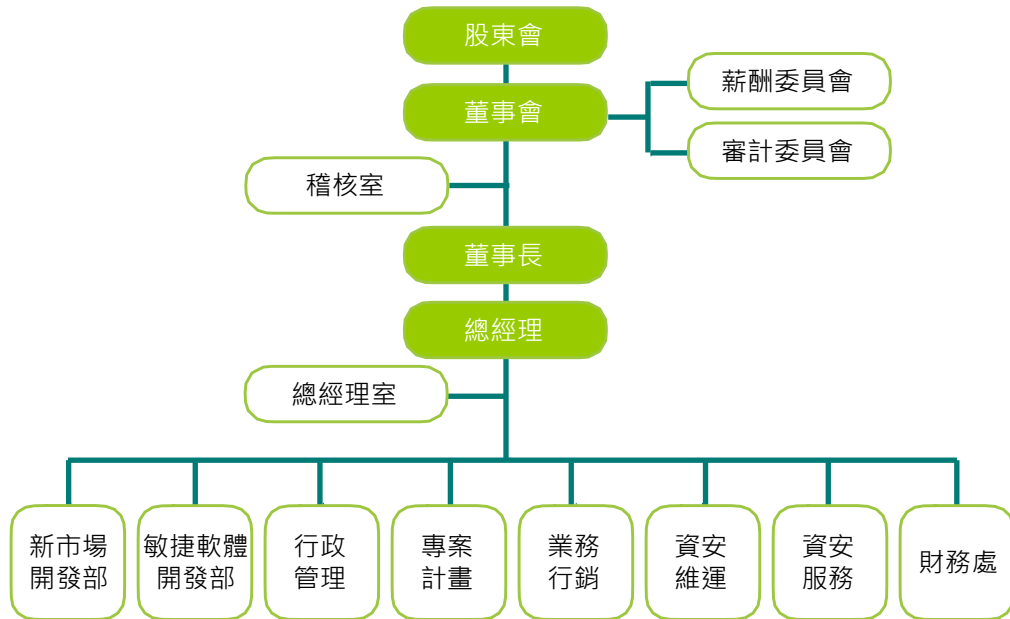 股東會
董事會
薪酬委員會
審計委員會
稽核室
董事長
總經理
總經理室
新市場
開發部
敏捷軟體
開發部
行政
管理
專案
計畫
業務
行銷
資安
維運
資安
服務
財務處